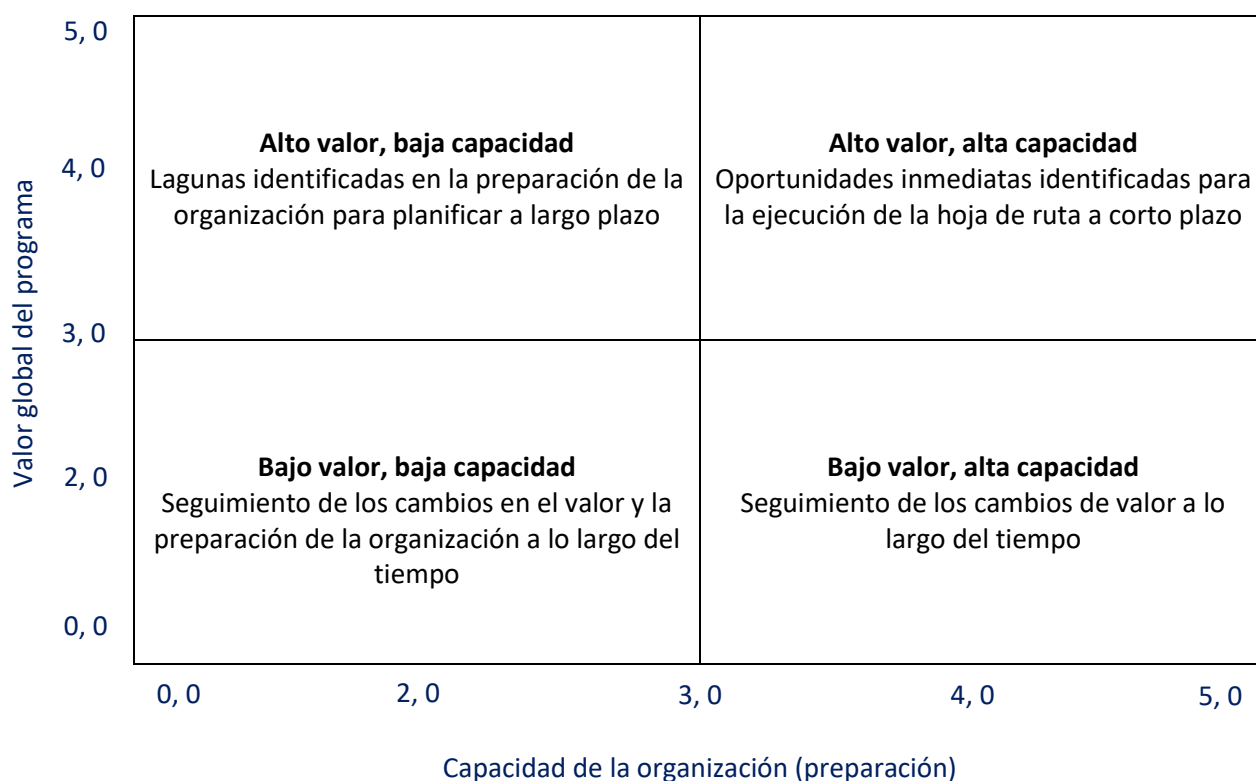 5, 0
4, 0
3, 0
2, 0
0, 0
Valor global del programa
Alto valor, baja capacidad
Lagunas identificadas en la preparación de la
organización para planificar a largo plazo
Alto valor, alta capacidad
Oportunidades inmediatas identificadas para
la ejecución de la hoja de ruta a corto plazo
Bajo valor, baja capacidad
Seguimiento de los cambios en el valor y la
preparación de la organización a lo largo del
tiempo
Bajo valor, alta capacidad
Seguimiento de los cambios de valor a lo
largo del tiempo
0, 0
2, 0
3, 0
4, 0
5, 0
Capacidad de la organización (preparación)